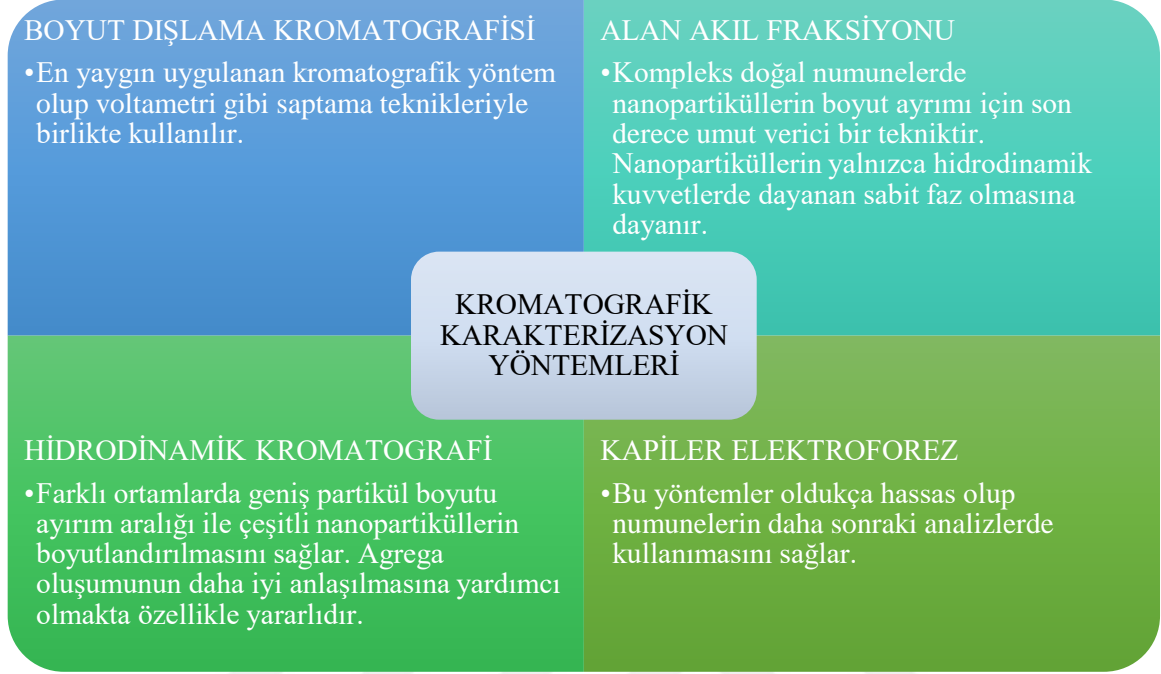 BOYUT DIŞLAMA KROMATOGRAFİSİ
•En yaygın uygulanan kromatografik yöntem
olup voltametri gibi saptama teknikleriyle
birlikte kullanılır.
ALAN AKIL FRAKSİYONU
•Kompleks doğal numunelerde
nanopartiküllerin boyut ayrımı için son
derece umut verici bir tekniktir.
Nanopartiküllerin yalnızca hidrodinamik
kuvvetlerde dayanan sabit faz olmasına
dayanır.
KROMATOGRAFİK
KARAKTERİZASYON
YÖNTEMLERİ
HİDRODİNAMİK KROMATOGRAFİ
•Farklı ortamlarda geniş partikül boyutu
ayırım aralığı ile çeşitli nanopartiküllerin
boyutlandırılmasını sağlar. Agrega
oluşumunun daha iyi anlaşılmasına yardımcı
olmakta özellikle yararlıdır.
KAPİLER ELEKTROFOREZ
•Bu yöntemler oldukça hassas olup
numunelerin daha sonraki analizlerde
kullanımasını sağlar.